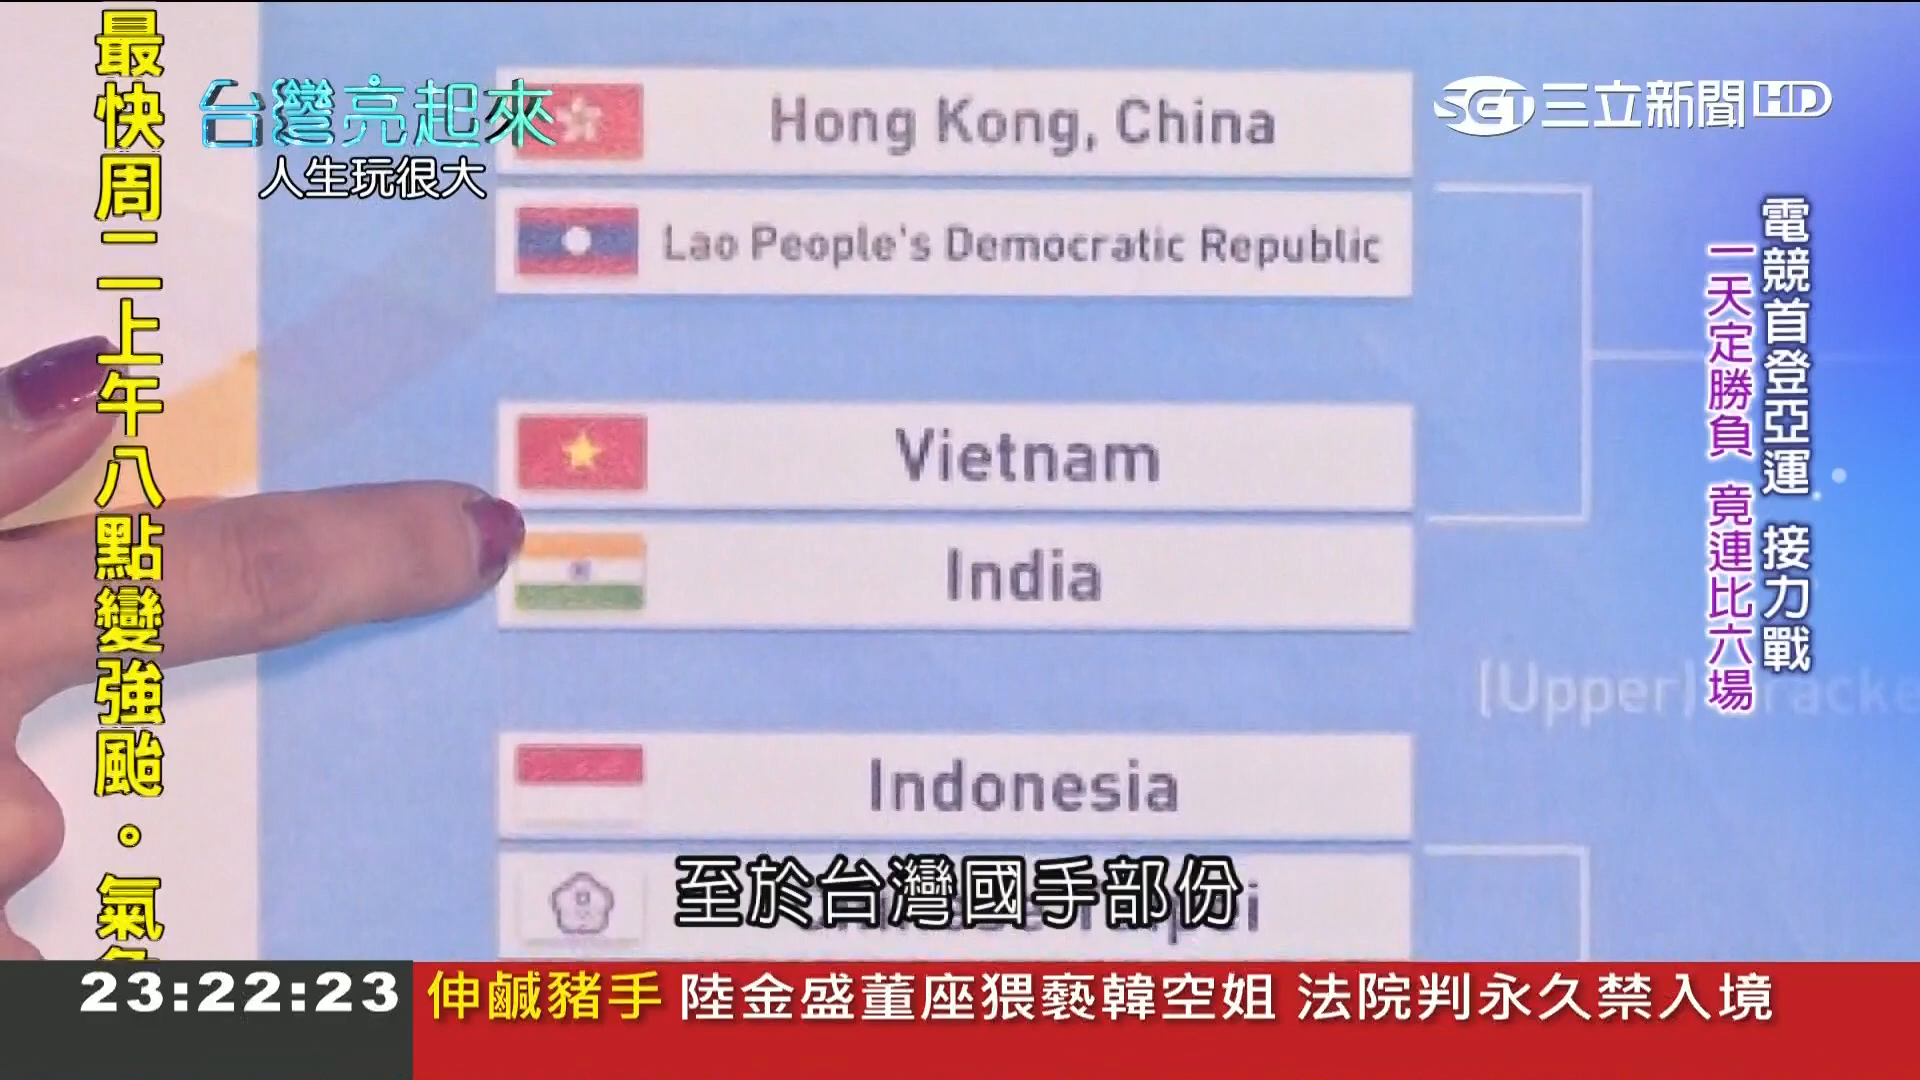 最快周二上午八點變強颱。氣
台灣亮起來
人生玩很大
SET三立新聞HD
Hong Kong, China
Lao People's Democratic Republic
Vietnam
India
(Upper)
Indonesia
電競首登亞運 接力戰
一天定勝負 竟連比六場
至於台灣國手部份
23:22:23
伸鹹豬手 陸金盛董座猥褻韓空姐 法院判永久禁入境